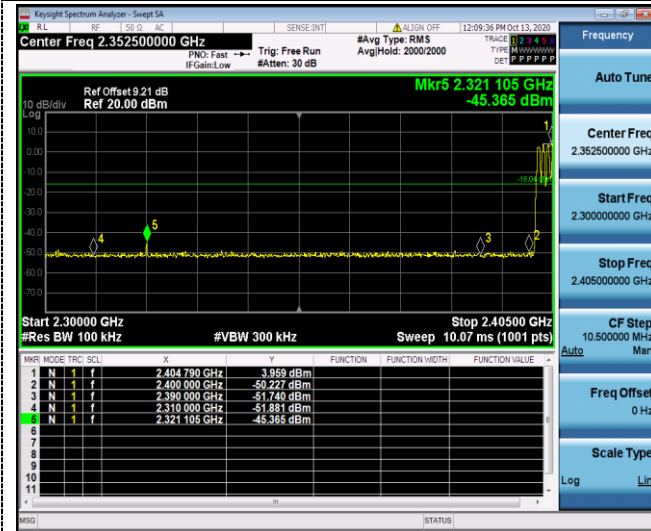 Keysight Spectrum Analyzer - Swept SA
RL RF 50 Ω AC SENSE:INT ALIGN OFF 12:09:36 PM Oct 13, 2020
Center Freq 2.352500000 GHz
PNO: Fast
IFGain:Low
Trig: Free Run
#Atten: 30 dB
#Avg Type: RMS
Avg|Hold: 2000/2000
TRACE 1 2 3 4 5 6
TYPE M WWWWW
DET P P P P P P
Mkr5 2.321 105 GHz
-45.365 dBm
Ref Offset 9.21 dB
10 dB/div Ref 20.00 dBm
Log
10.0
0.00
-10.0
-20.0
-30.0
-40.0
-50.0
-60.0
-70.0
1
2
3
4
5
Start 2.30000 GHz Stop 2.40500 GHz
#Res BW 100 kHz #VBW 300 kHz Sweep 10.07 ms (1001 pts)
MKR MODE TRC SCL X Y FUNCTION FUNCTION WIDTH FUNCTION VALUE
1 N 1 f 2.404 790 GHz 3.959 dBm
2 N 1 f 2.400 000 GHz -50.227 dBm
3 N 1 f 2.390 000 GHz -51.740 dBm
4 N 1 f 2.310 000 GHz -51.881 dBm
5 N 1 f 2.321 105 GHz -45.365 dBm
6
7
8
9
10
11
MSG STATUS
Frequency
Auto Tune
Center Freq
2.352500000 GHz
Start Freq
2.300000000 GHz
Stop Freq
2.405000000 GHz
CF Step
10.500000 MHz
Auto Man
Freq Offset
0 Hz
Scale Type
Log Lin